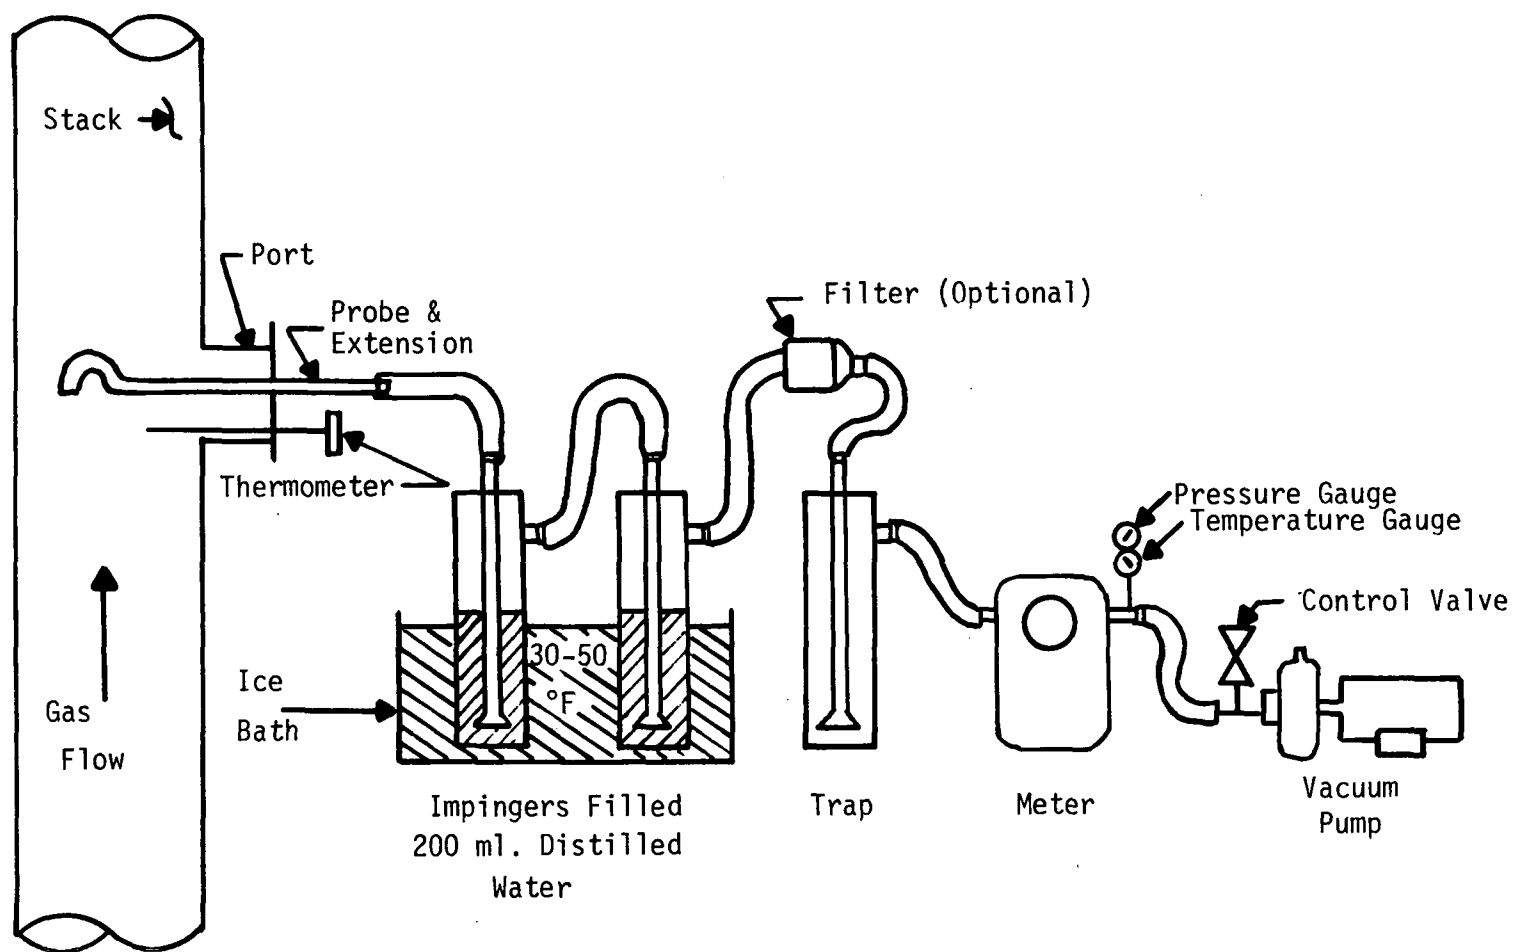 Stack
Port
Probe &
Extension
Filter (Optional)
Thermometer
Pressure Gauge
Temperature Gauge
Control Valve
30-50
°F
Ice
Bath
Gas
Flow
Impingers Filled
200 ml. Distilled
Water
Trap
Meter
Vacuum
Pump